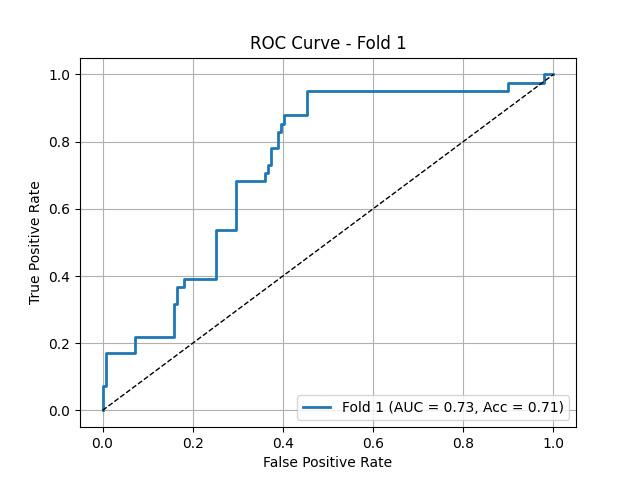 ROC Curve - Fold 1
1.0
0.8
0.6
0.4
0.2
0.0
True Positive Rate
0.0 0.2 0.4 0.6 0.8 1.0
False Positive Rate
Fold 1 (AUC = 0.73, Acc = 0.71)